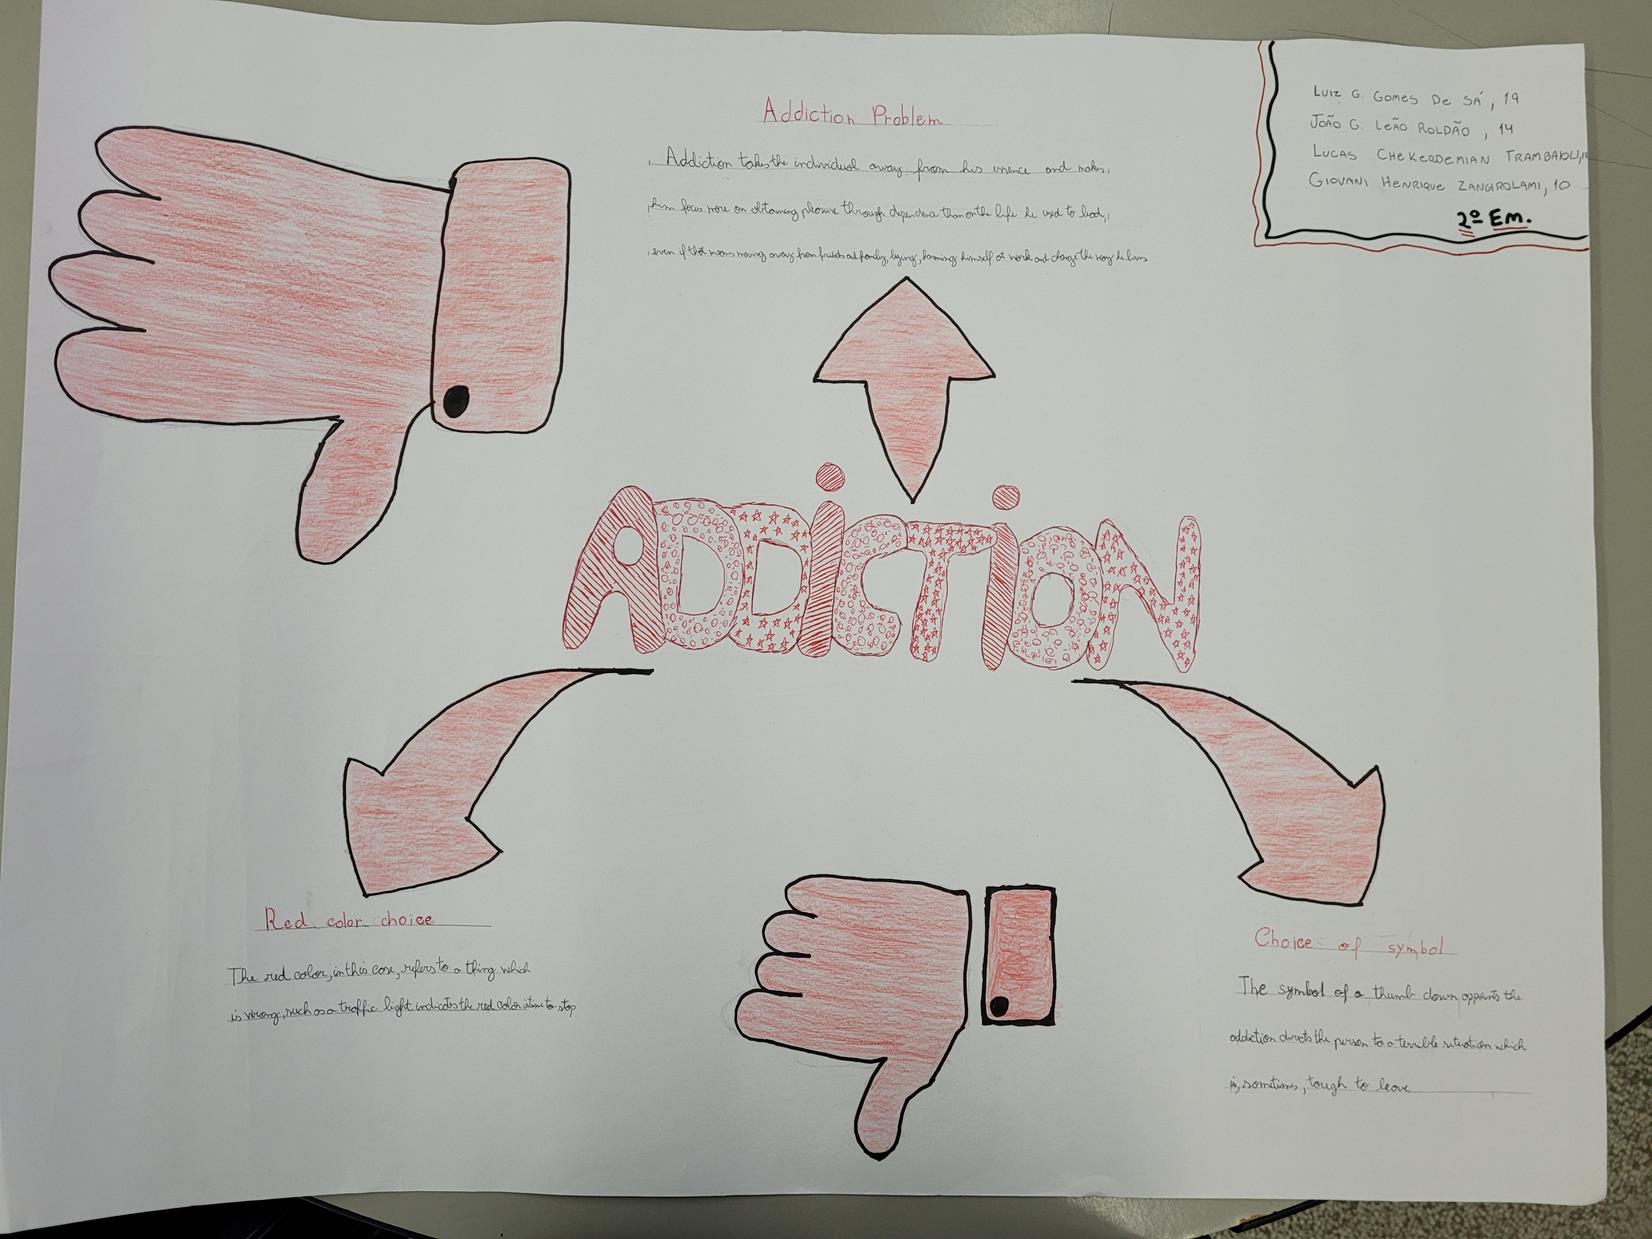 Addiction Problem
Addiction takes the individual away from his essence and makes,
him focus more on obtaining pleasure through dependence than on the life he used to lead,
even if that means moving away from friends and family, lying, harming himself at work and change the way he lives
Luiz G. Gomes De Sá, 19
João G. Leão Roldão, 14
Lucas Chekerdemian Trambaioli,
Giovani Henrique Zangirolami, 10
2º Em.
ADDiCTiON
Red color choice
The red color, in this case, refers to a thing which
is wrong, such as a traffic light indicates the red color to stop
Choice of symbol
The symbol of a thumb down, the
addiction directs the person to a terrible situation which
is, sometimes, tough to leave